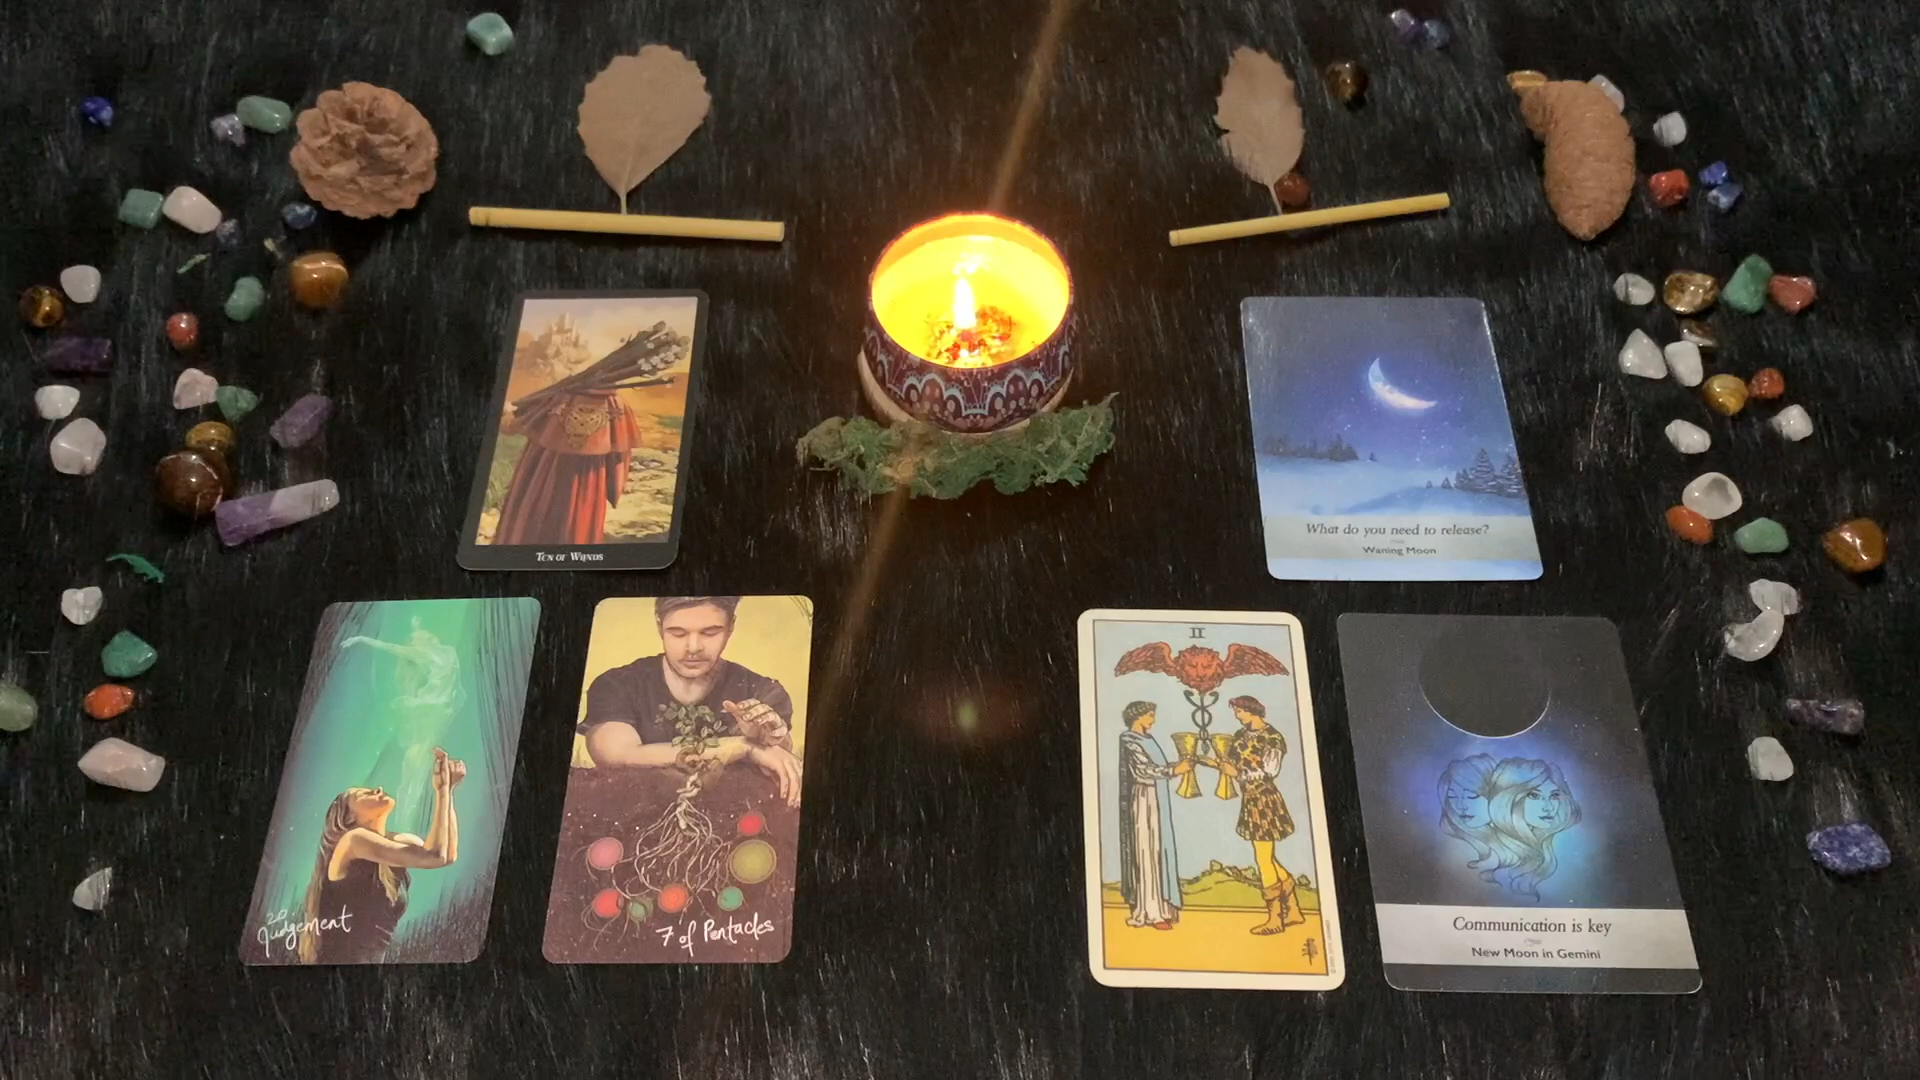 TEN OF WANDS
What do you need to release?
Waning Moon
20
Judgement
7 of Pentacles
II
Communication is key
New Moon in Gemini